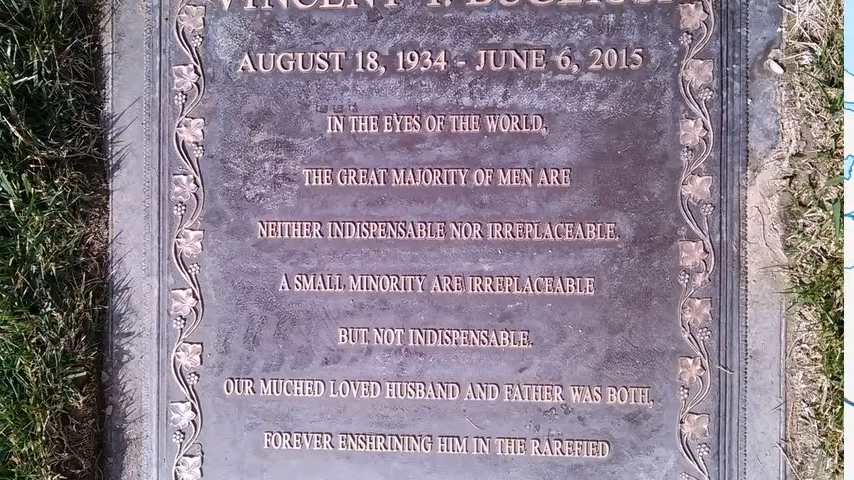 VINCENT T. BUGLIOSI
AUGUST 18, 1934 - JUNE 6, 2015
IN THE EYES OF THE WORLD,
THE GREAT MAJORITY OF MEN ARE
NEITHER INDISPENSABLE NOR IRREPLACEABLE.
A SMALL MINORITY ARE IRREPLACEABLE
BUT NOT INDISPENSABLE.
OUR MUCHED LOVED HUSBAND AND FATHER WAS BOTH,
FOREVER ENSHRINING HIM IN THE RAREFIED